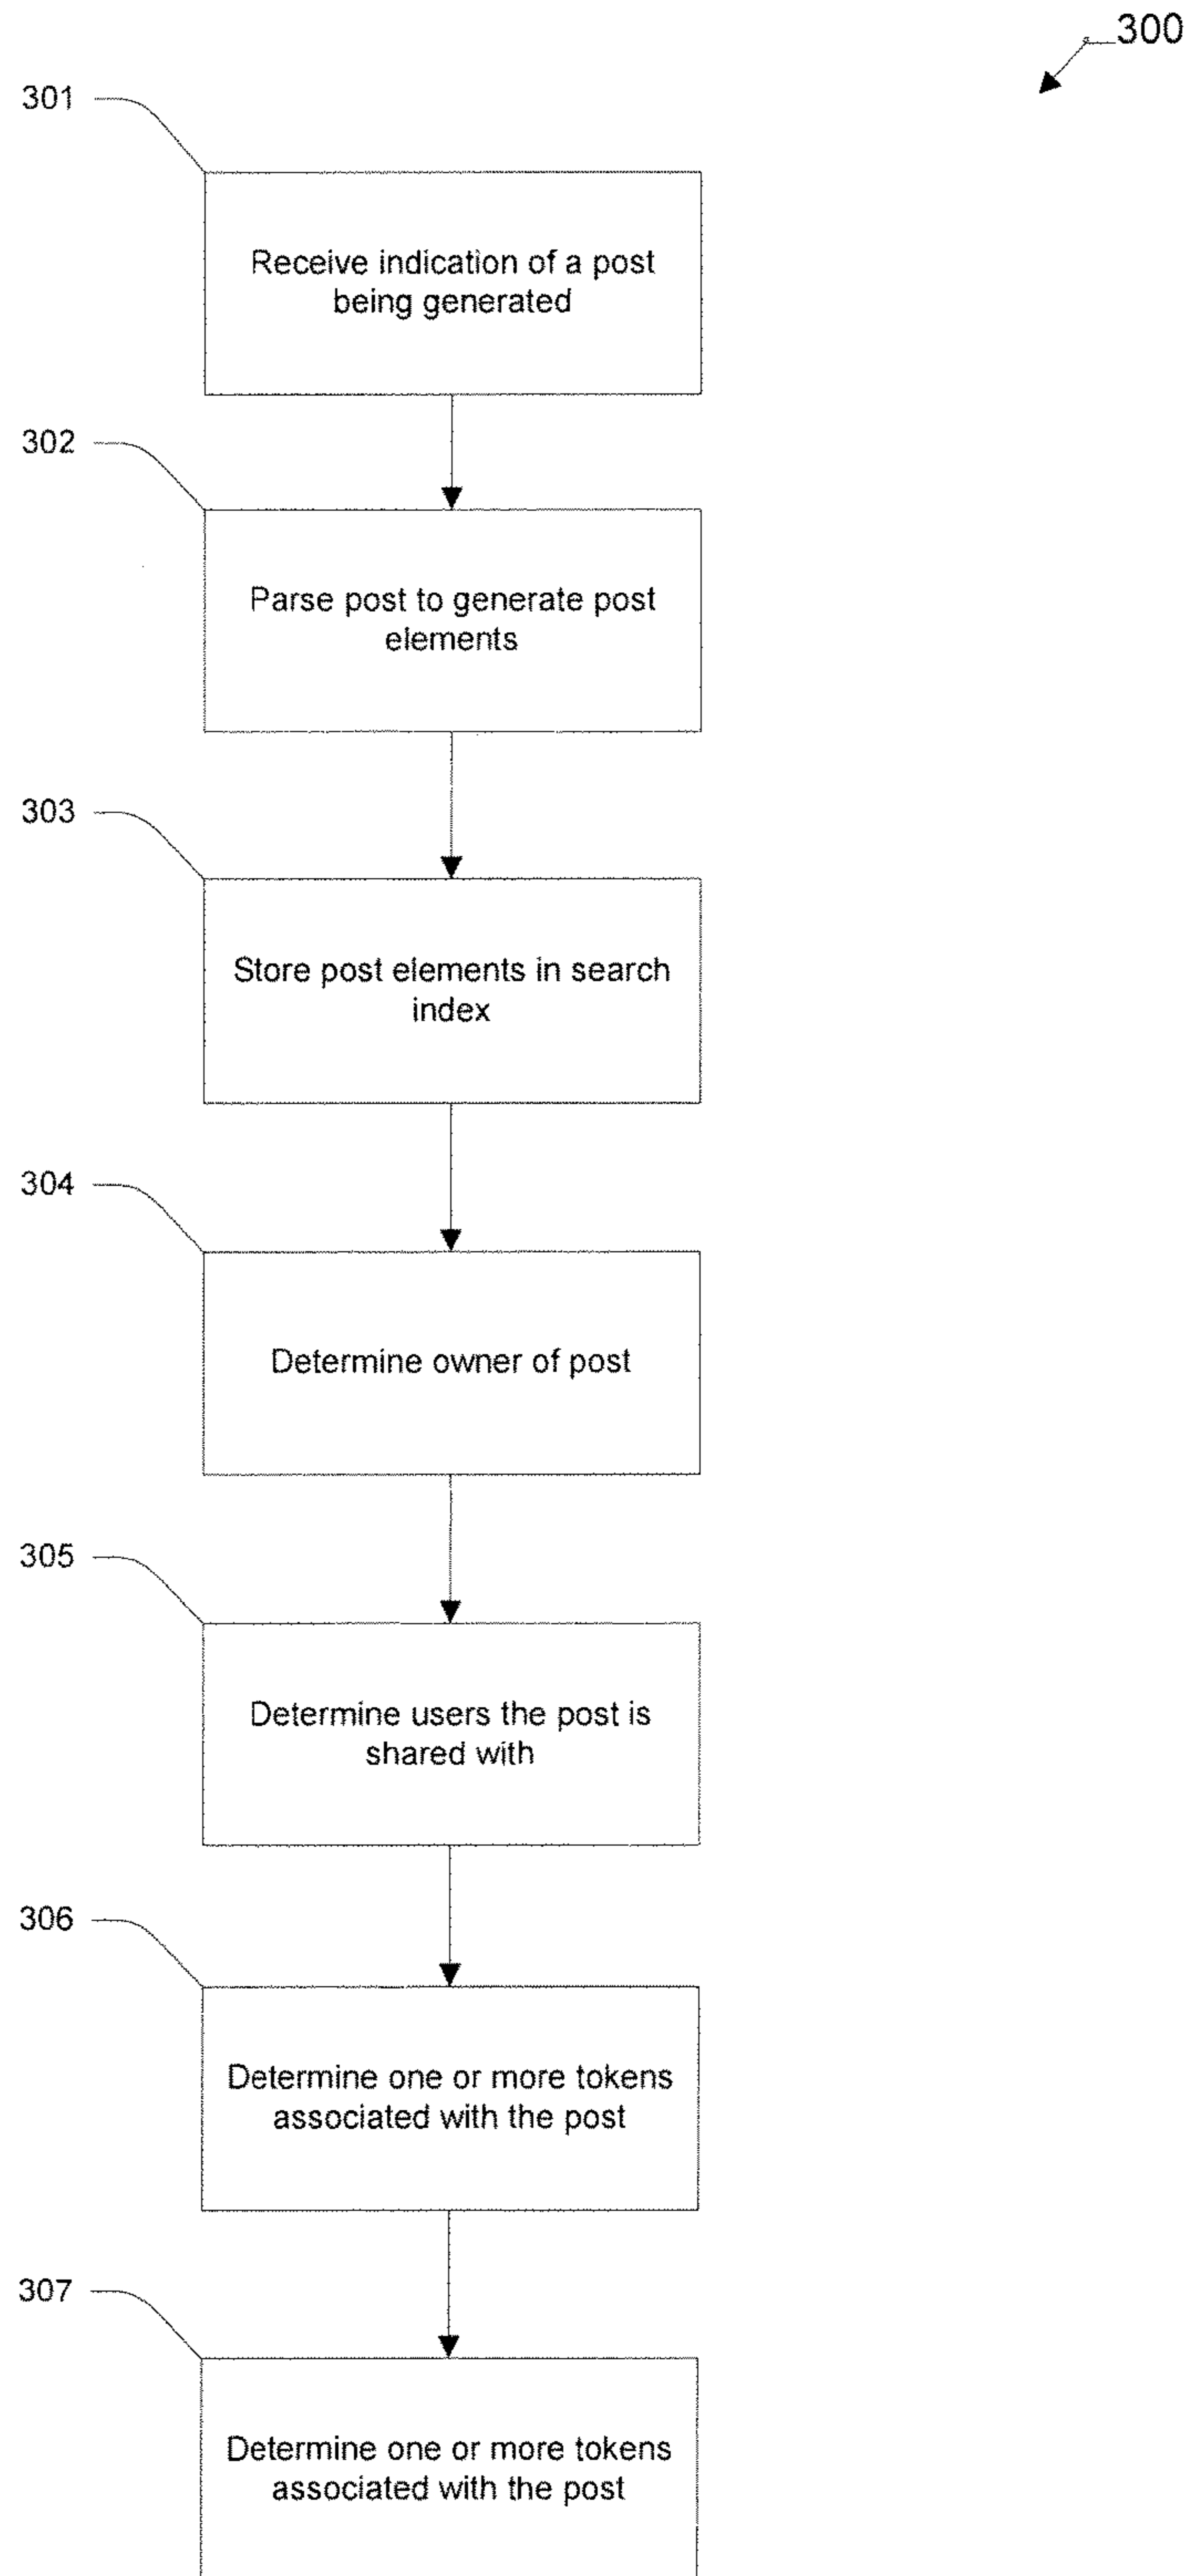 300
301
Receive indication of a post
being generated
302
Parse post to generate post
elements
303
Store post elements in search
index
304
Determine owner of post
305
Determine users the post is
shared with
306
Determine one or more tokens
associated with the post
307
Determine one or more tokens
associated with the post